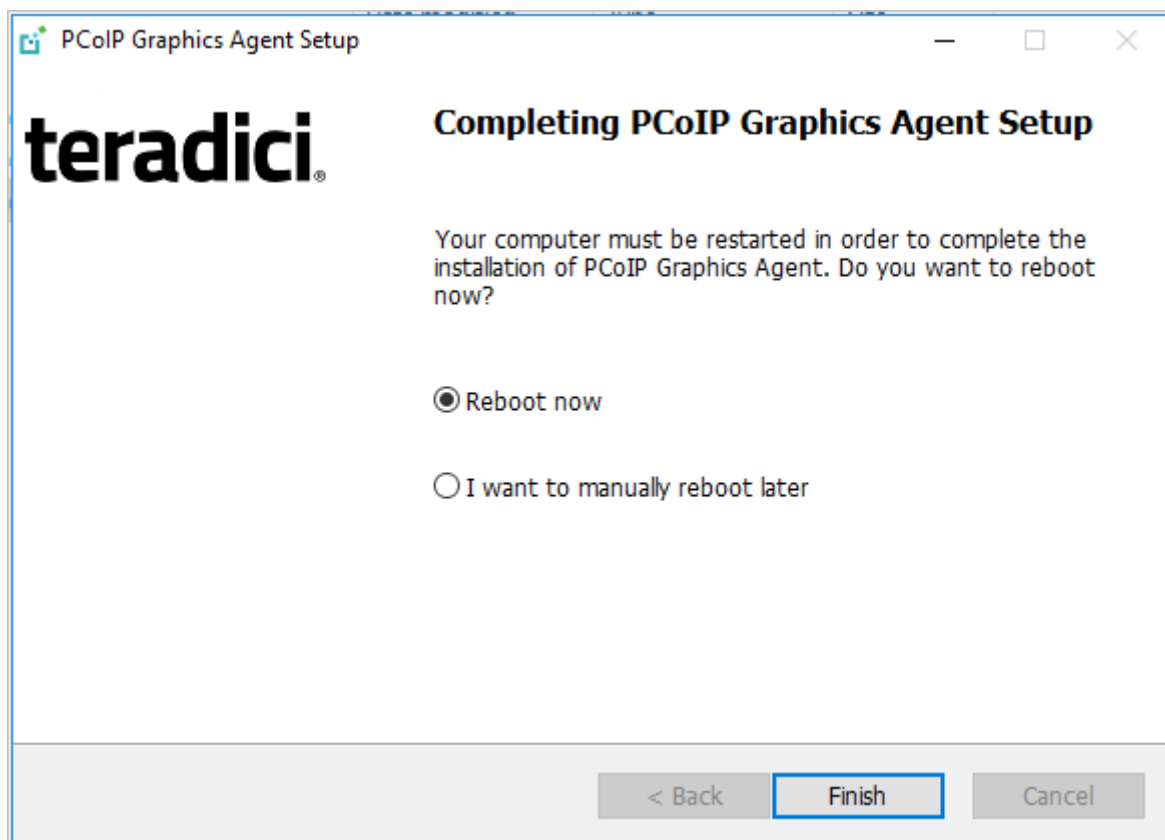 PCoIP Graphics Agent Setup
teradici®
Completing PCoIP Graphics Agent Setup
Your computer must be restarted in order to complete the
installation of PCoIP Graphics Agent. Do you want to reboot
now?
Reboot now
I want to manually reboot later
< Back
Finish
Cancel